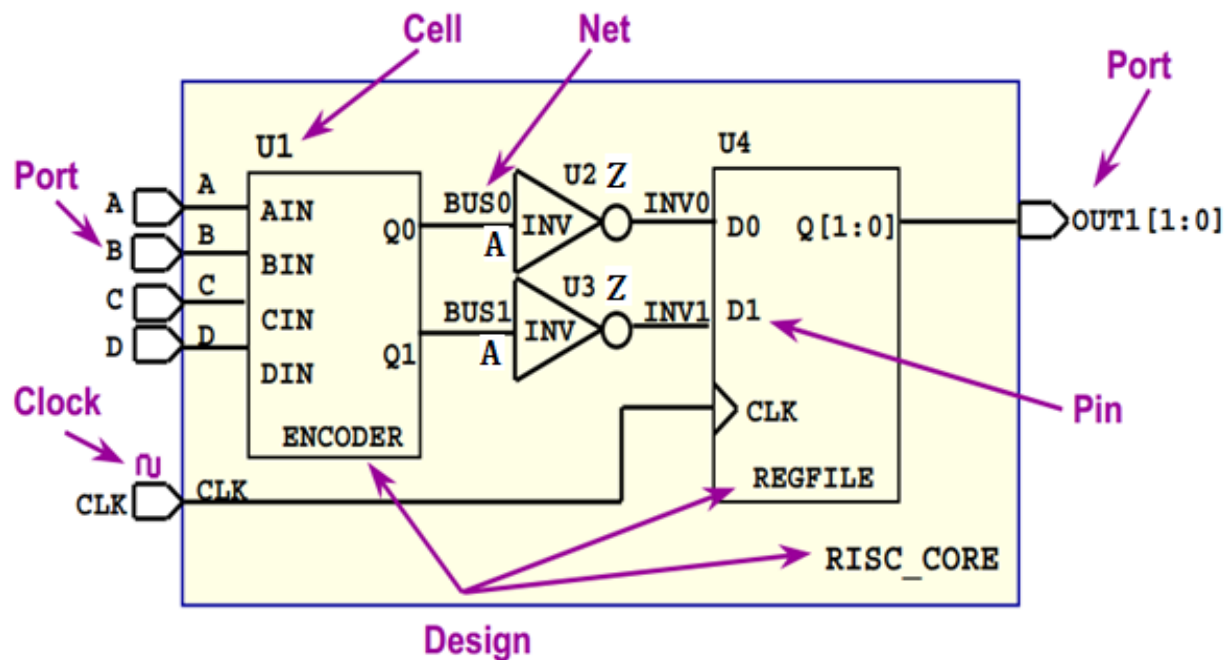 Cell
Net
Port
U1
U4
Port
A
A
AIN
Q0
BUS0
A
INV
U2 Z
INV0
D0
Q[1:0]
OUT1[1:0]
B
B
BIN
C
C
CIN
D
D
DIN
Q1
BUS1
A
INV
U3 Z
INV1
D1
Clock
ENCODER
CLK
Pin
CLK
CLK
REGFILE
RISC_CORE
Design